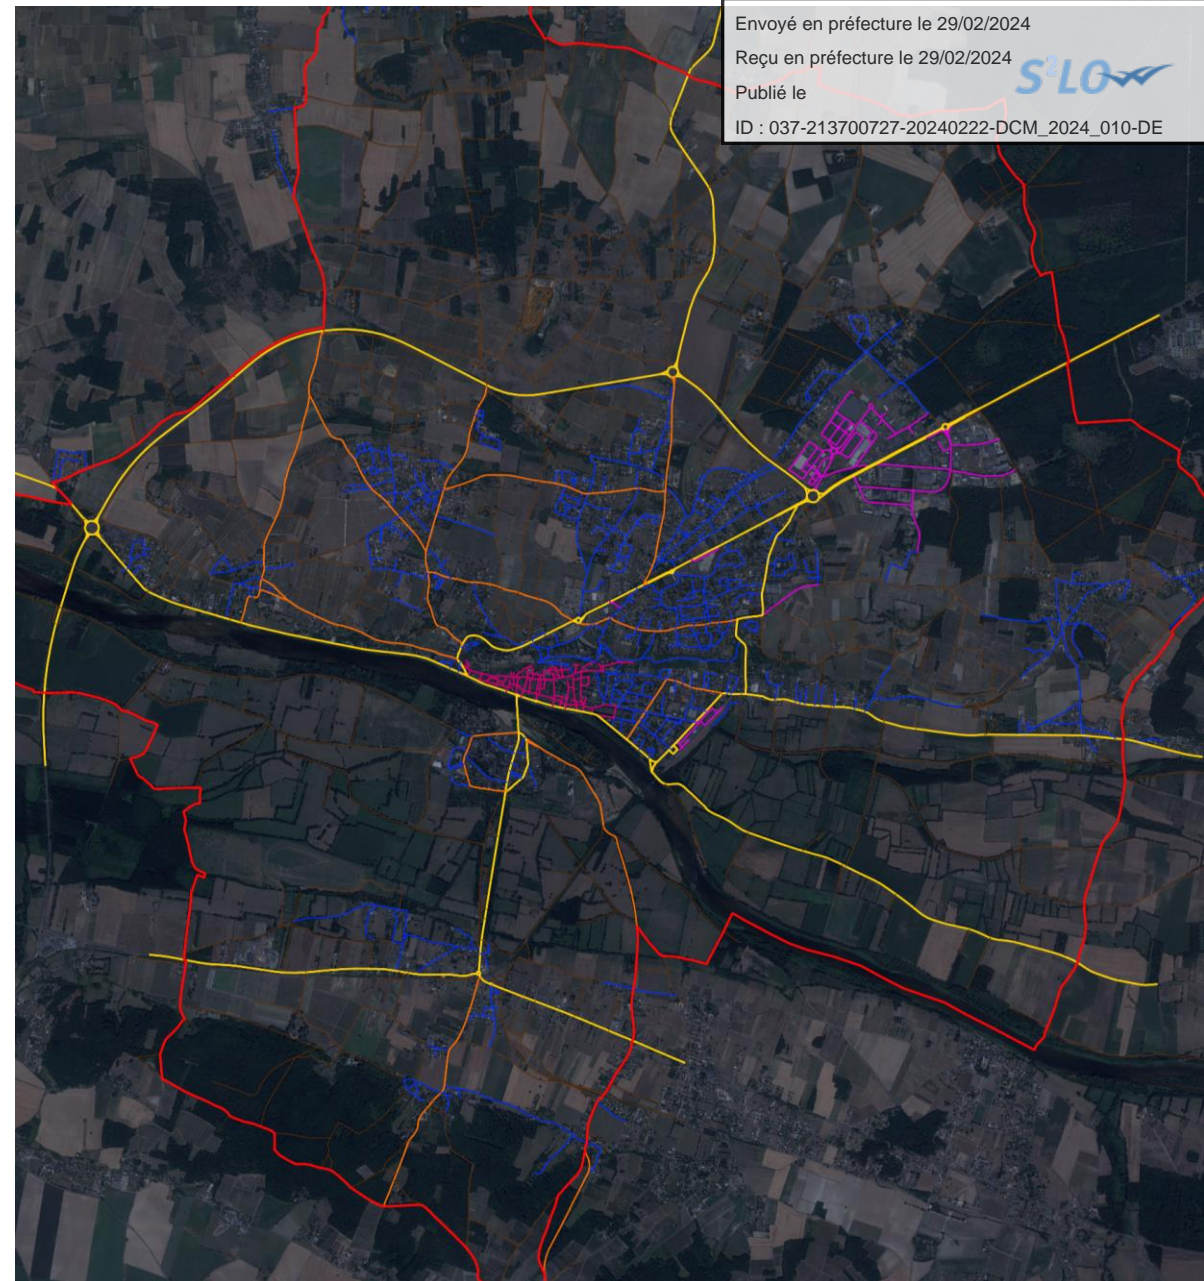 Envoyé en préfecture le 29/02/2024
Reçu en préfecture le 29/02/2024
Publié le
S²LOW
ID : 037-213700727-20240222-DCM_2024_010-DE